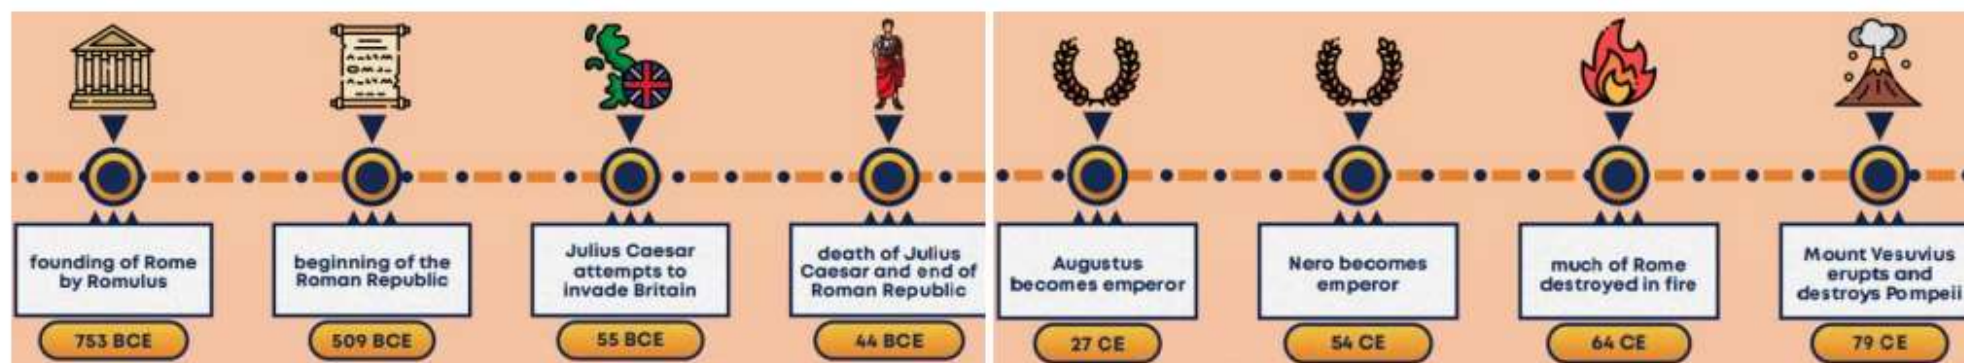 founding of Rome
by Romulus
753 BCE
beginning of the
Roman Republic
509 BCE
Julius Caesar
attempts to
invade Britain
55 BCE
death of Julius
Caesar and end of
Roman Republic
44 BCE
Augustus
becomes emperor
27 CE
Nero becomes
emperor
54 CE
much of Rome
destroyed in fire
64 CE
Mount Vesuvius
erupts and
destroys Pompeii
79 CE